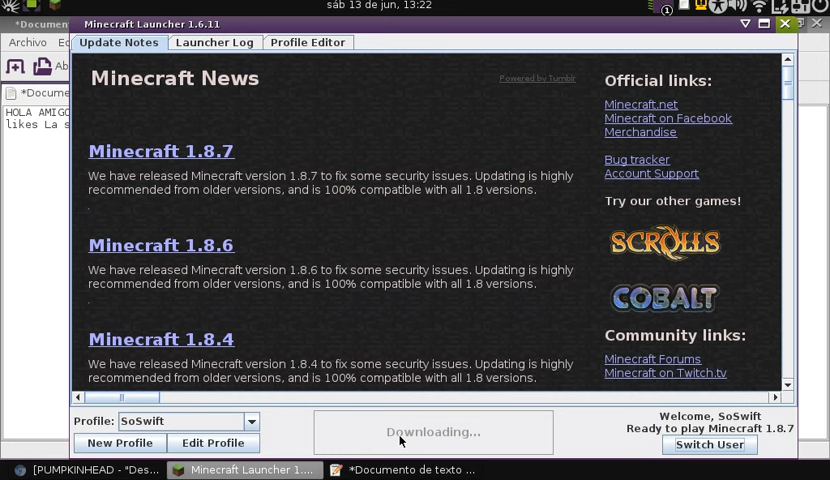 sáb 13 de jun, 13:22
*Documen
Minecraft Launcher 1.6.11
Archivo
Update Notes
Launcher Log
Profile Editor
Ab
*Docume
HOLA AMIGO
likes La s
Minecraft News
Powered by Tumblr
Minecraft 1.8.7
We have released Minecraft version 1.8.7 to fix some security issues. Updating is highly
recommended from older versions, and is 100% compatible with all 1.8 versions.
Minecraft 1.8.6
We have released Minecraft version 1.8.6 to fix some security issues. Updating is highly
recommended from older versions, and is 100% compatible with all 1.8 versions.
Minecraft 1.8.4
We have released Minecraft version 1.8.4 to fix some security issues. Updating is highly
recommended from older versions, and is 100% compatible with all 1.8 versions.
Official links:
Minecraft.net
Minecraft on Facebook
Merchandise
Bug tracker
Account Support
Try our other games!
SCROLLS
COBALT
Community links:
Minecraft Forums
Minecraft on Twitch.tv
Profile: SoSwift
New Profile
Edit Profile
Downloading...
Welcome, SoSwift
Ready to play Minecraft 1.8.7
Switch User
[PUMPKINHEAD - "Des...
Minecraft Launcher 1....
*Documento de texto ...